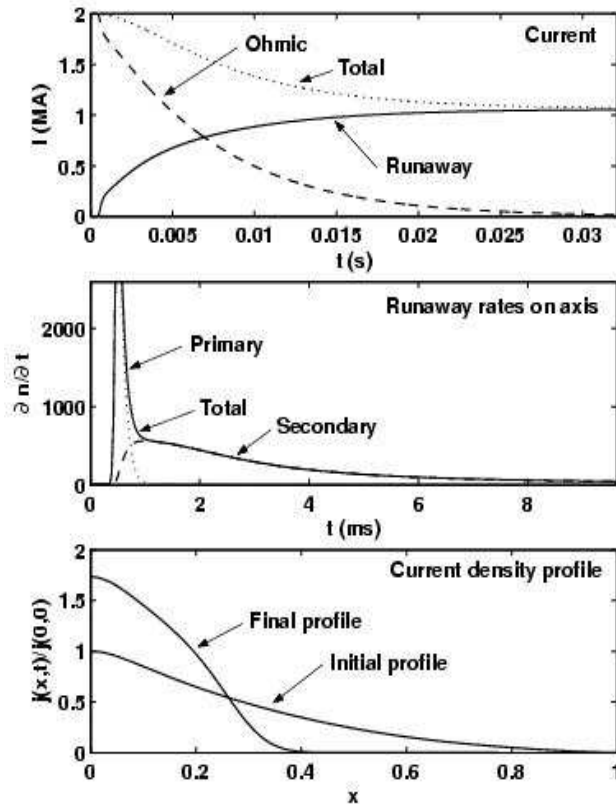 2
1.5
1
0.5
0
I (MA)
Ohmic
Total
Current
Runaway
0 0.005 0.01 0.015 0.02 0.025 0.03
t (s)
2000
1000
0
∂ n/∂ t
Runaway rates on axis
Primary
Total
Secondary
0 2 4 6 8
t (ms)
2
1.5
1
0.5
0
j(x,t)/j(0,0)
Current density profile
Final profile
Initial profile
0 0.2 0.4 0.6 0.8 1
x